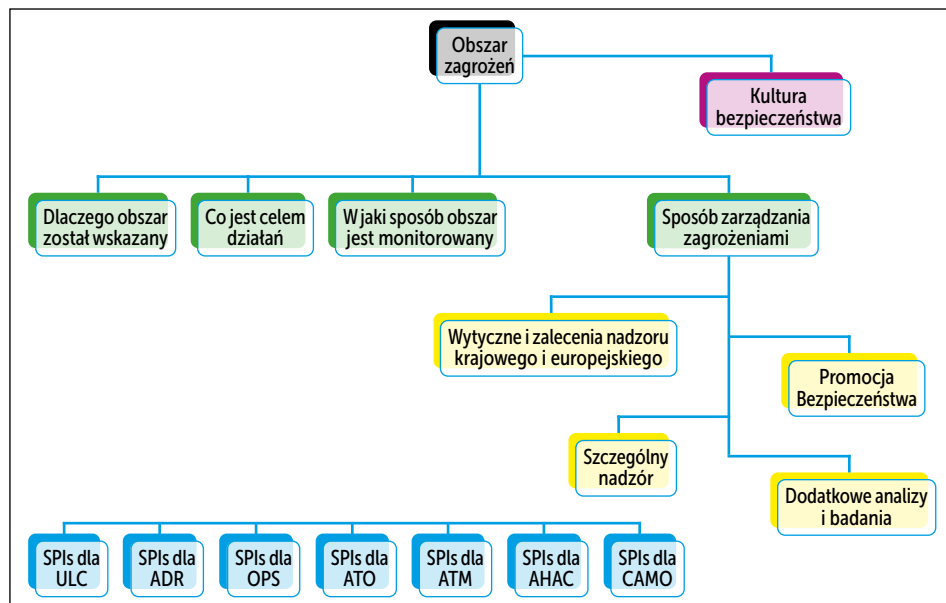 Obszar
zagrożeń
Kultura
bezpieczeństwa
Dlaczego obszar
został wskazany
Co jest celem
działań
W jaki sposób obszar
jest monitorowany
Sposób zarządzania
zagrożeniami
Wytyczne i zalecenia nadzoru
krajowego i europejskiego
Promocja
Bezpieczeństwa
Szczególny
nadzór
Dodatkowe analizy
i badania
SPIs dla
ULC
SPIs dla
ADR
SPIs dla
OPS
SPIs dla
ATO
SPIs dla
ATM
SPIs dla
AHAC
SPIs dla
CAMO